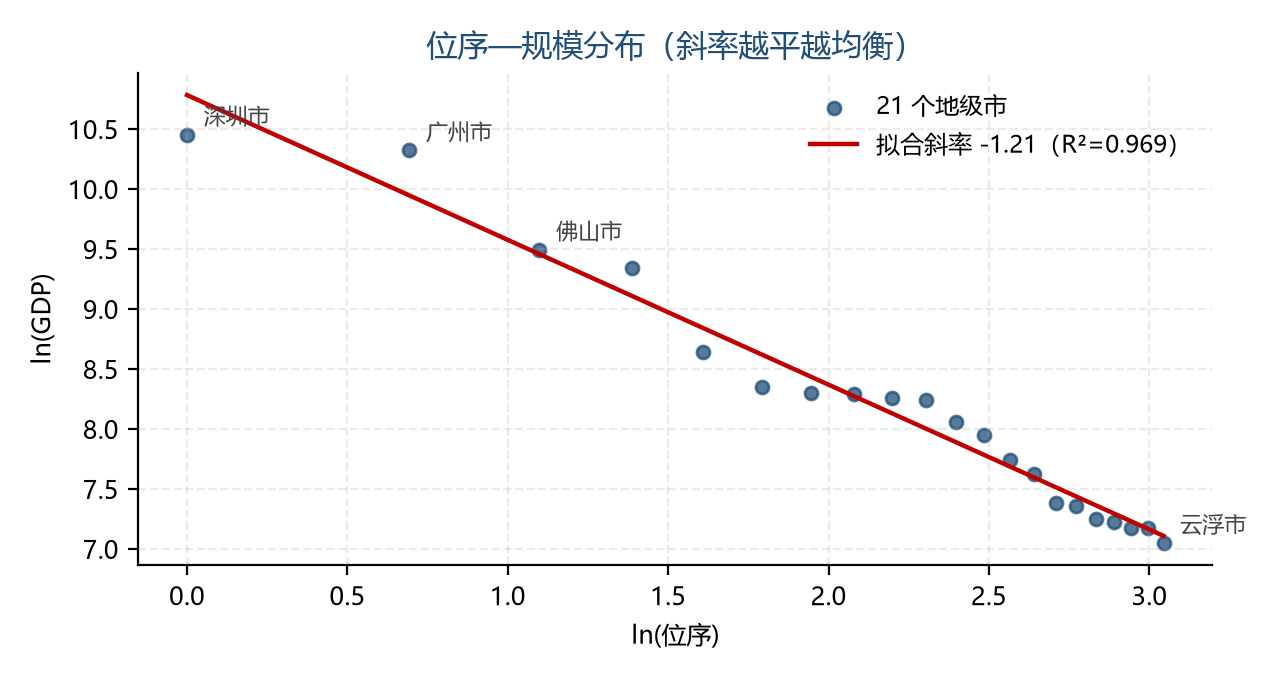 位序—规模分布（斜率越平越均衡）
21 个地级市
拟合斜率 -1.21（R²=0.969）
深圳市
广州市
佛山市
云浮市
ln(GDP)
10.5
10.0
9.5
9.0
8.5
8.0
7.5
7.0
0.0 0.5 1.0 1.5 2.0 2.5 3.0
ln(位序)